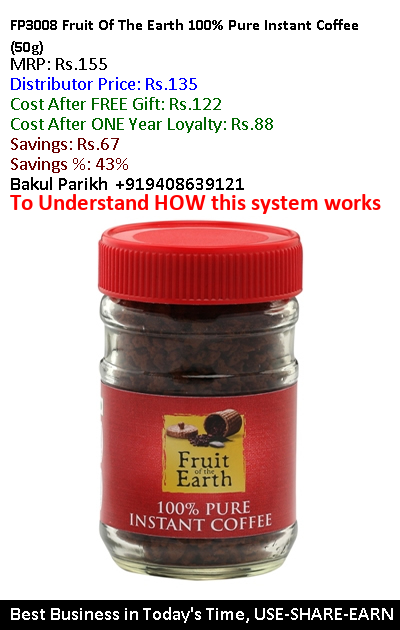 FP3008 Fruit Of The Earth 100% Pure Instant Coffee
(50g)
MRP: Rs.155
Distributor Price: Rs.135
Cost After FREE Gift: Rs.122
Cost After ONE Year Loyalty: Rs.88
Savings: Rs.67
Savings %: 43%
Bakul Parikh +919408639121
To Understand HOW this system works
Fruit
of the
Earth
100% PURE
INSTANT COFFEE
Best Business in Today's Time, USE-SHARE-EARN